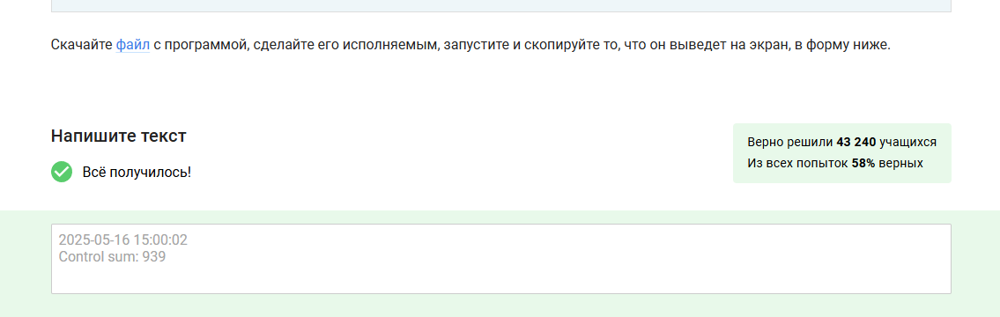 Скачайте файл с программой, сделайте его исполняемым, запустите и скопируйте то, что он выведет на экран, в форму ниже.
Напишите текст
Верно решили 43 240 учащихся
Из всех попыток 58% верных
Всё получилось!
2025-05-16 15:00:02
Control sum: 939